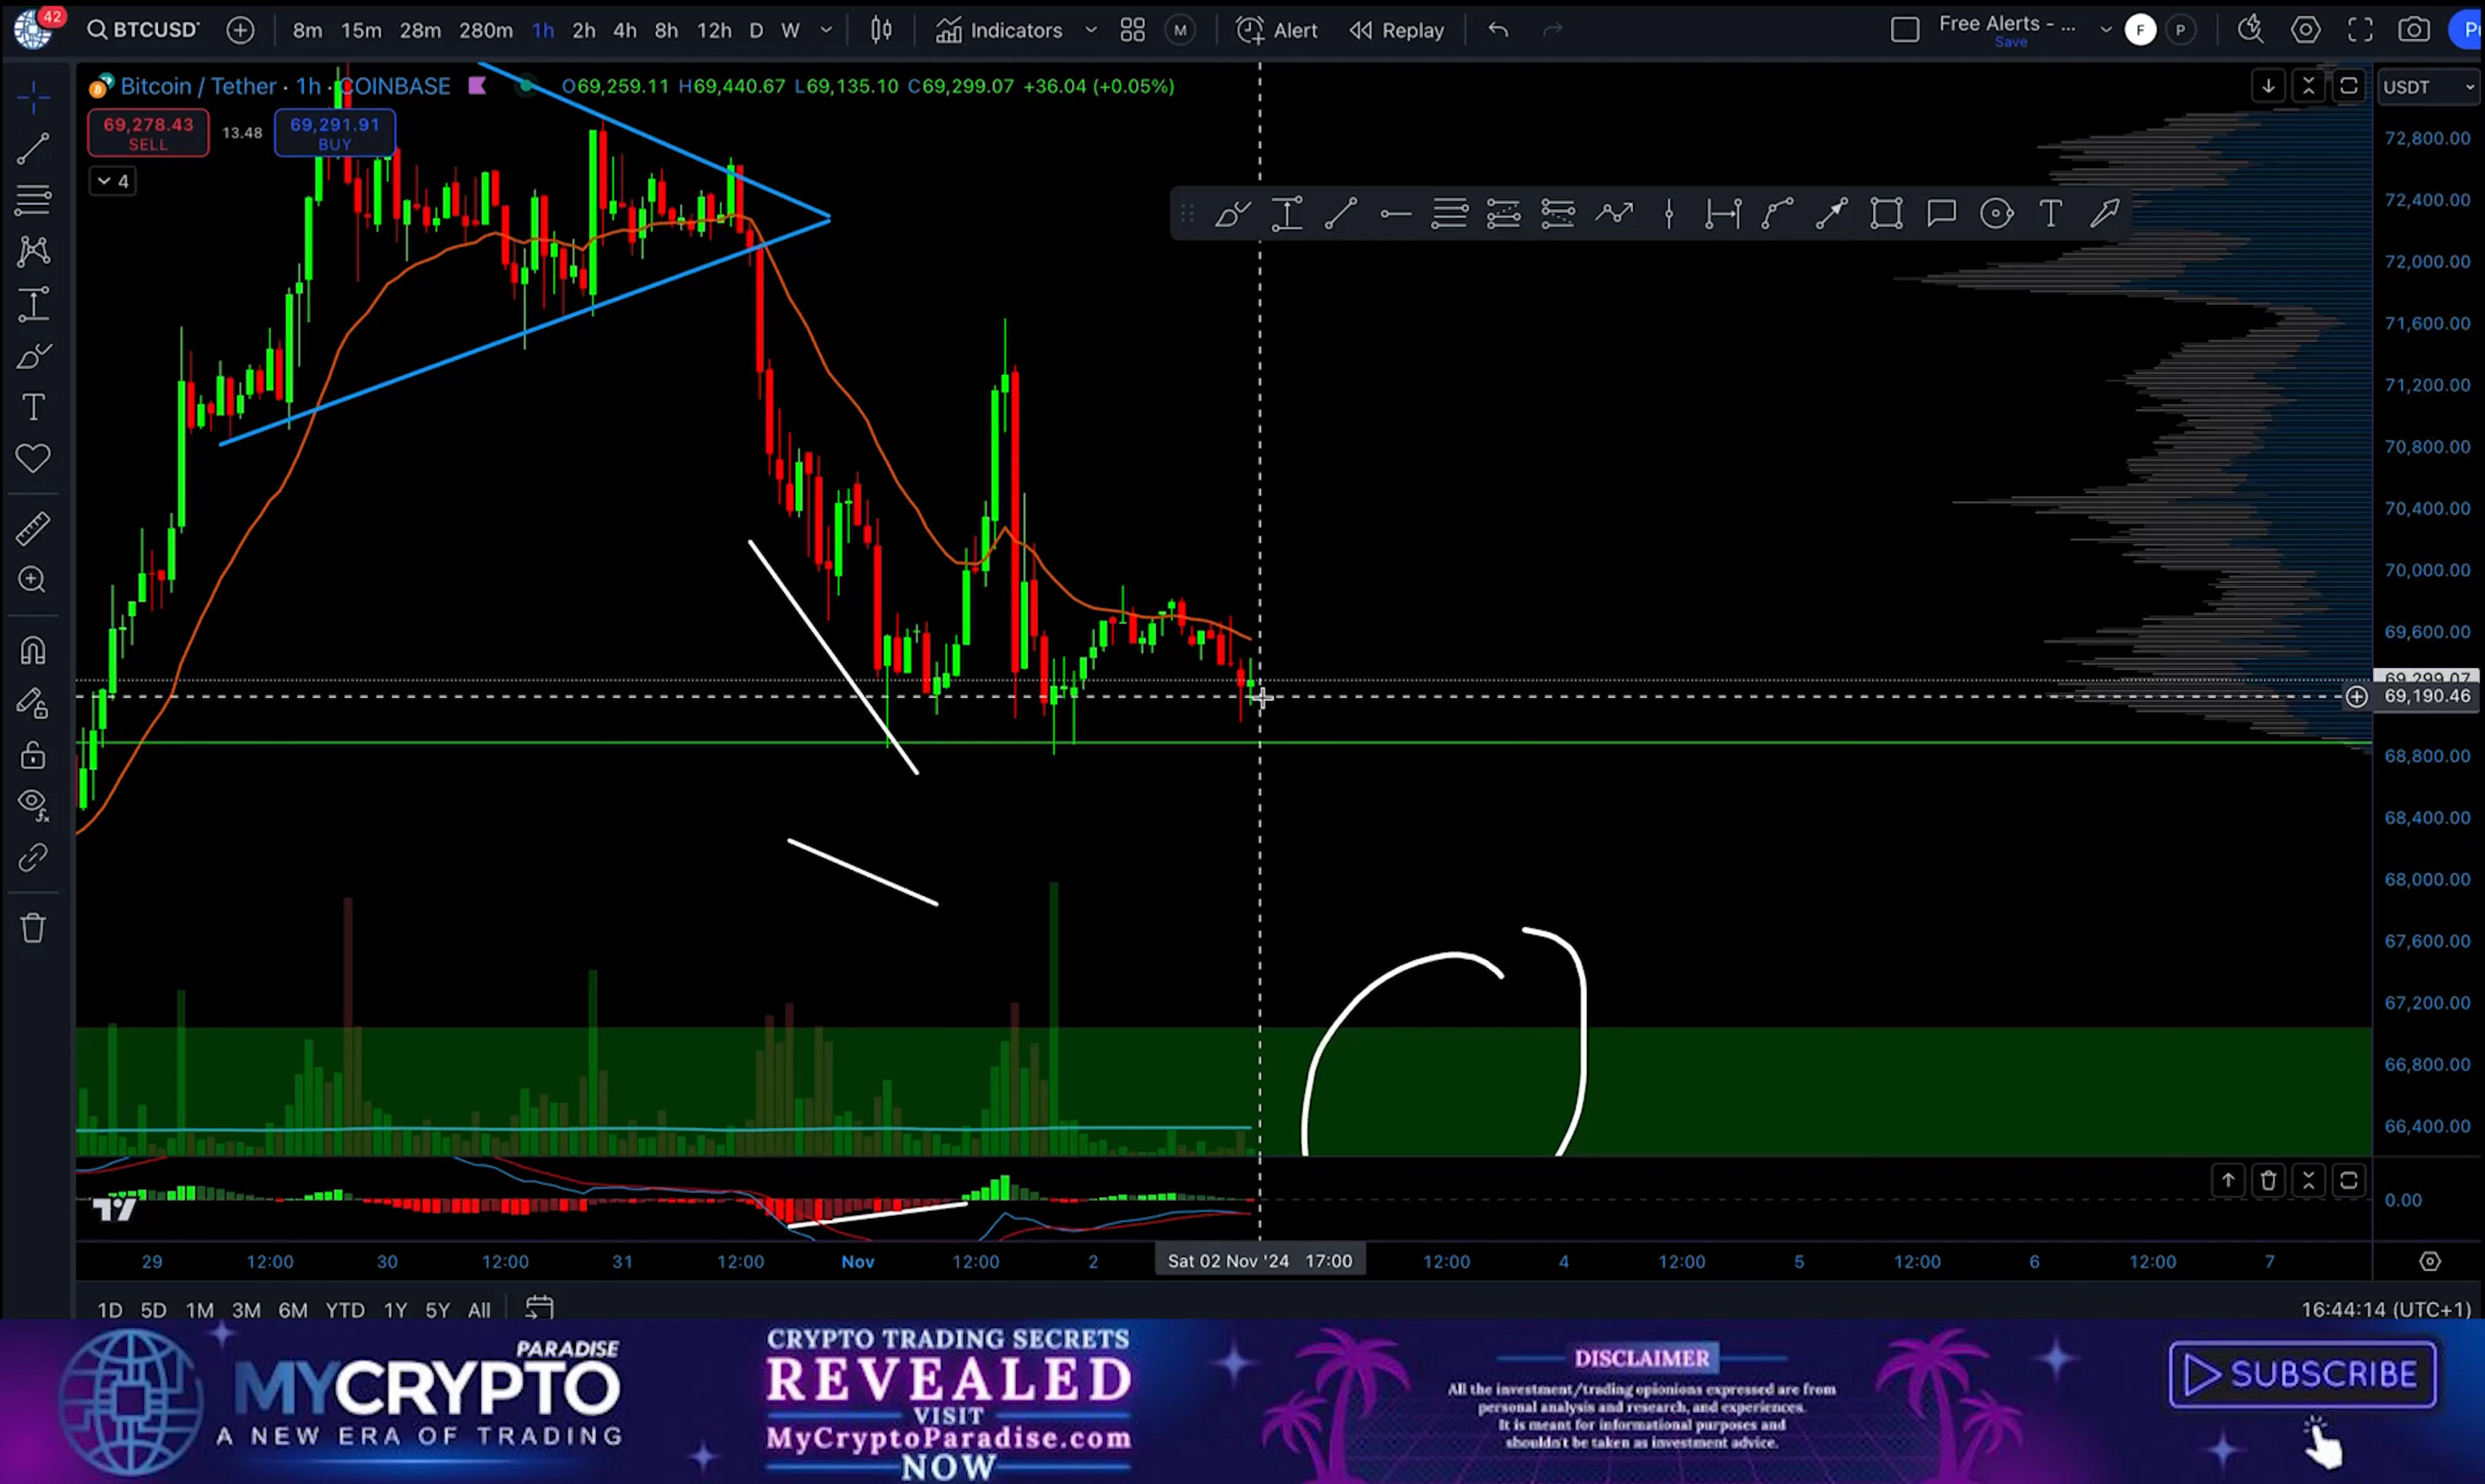 42
BTCUSD
8m 15m 28m 280m 1h 2h 4h 8h 12h D W
Indicators
M
Alert
Replay
Free Alerts - ...
Save
F
P
Bitcoin / Tether · 1h · COINBASE
O69,259.11 H69,440.67 L69,135.10 C69,299.07 +36.04 (+0.05%)
USDT
69,278.43
SELL
13.48
69,291.91
BUY
4
72,800.00
72,400.00
72,000.00
71,600.00
71,200.00
70,800.00
70,400.00
70,000.00
69,600.00
69,299.07
69,190.46
68,800.00
68,400.00
68,000.00
67,600.00
67,200.00
66,800.00
66,400.00
0.00
29 12:00 30 12:00 31 12:00 Nov 12:00 2 Sat 02 Nov '24 17:00 12:00 4 12:00 5 12:00 6 12:00 7
1D 5D 1M 3M 6M YTD 1Y 5Y All
16:44:14 (UTC+1)
PARADISE
MYCRYPTO
A NEW ERA OF TRADING
CRYPTO TRADING SECRETS
REVEALED
VISIT
MyCryptoParadise.com
NOW
DISCLAIMER
All the investment/trading opionions expressed are from
personal analysis and research, and experiences.
It is meant for informational purposes and
shouldn't be taken as investment advice.
SUBSCRIBE